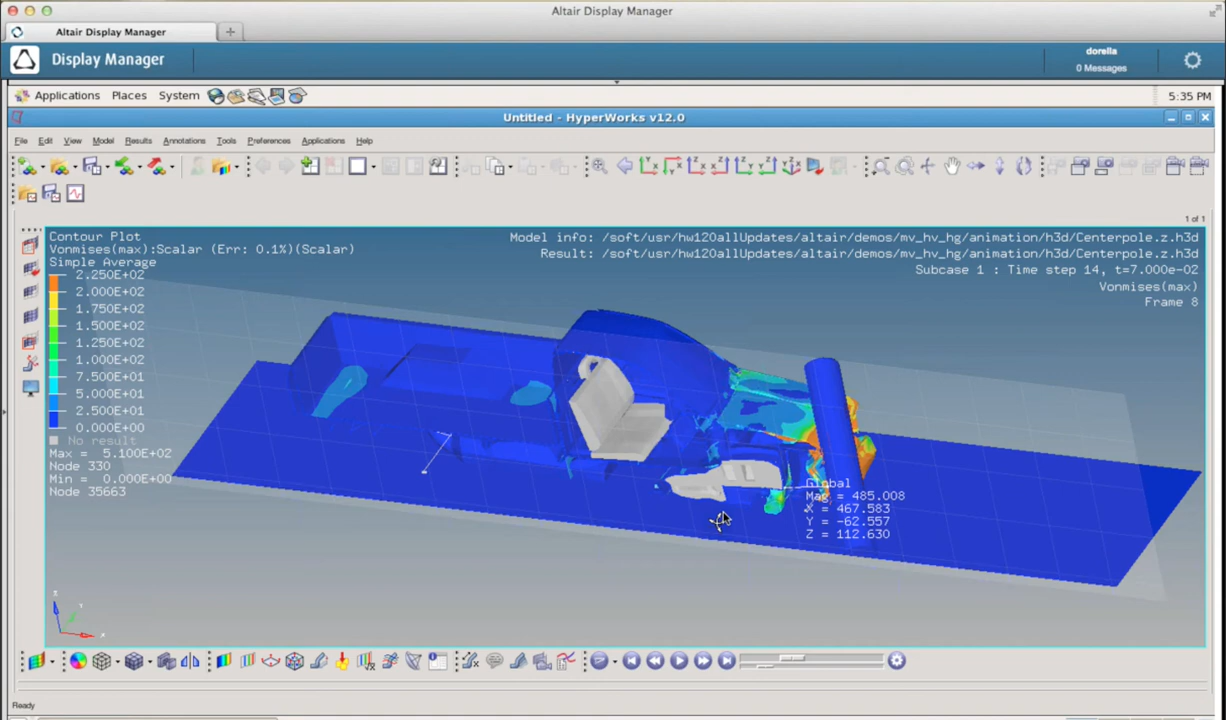 Altair Display Manager
Altair Display Manager
Display Manager
dorella
0 Messages
Applications Places System
5:35 PM
Untitled - HyperWorks v12.0
File Edit View Model Results Annotations Tools Preferences Applications Help
1 of 1
Contour Plot
Vonmises(max):Scalar (Err: 0.1%)(Scalar)
Simple Average
2.250E+02
2.000E+02
1.750E+02
1.500E+02
1.250E+02
1.000E+02
7.500E+01
5.000E+01
2.500E+01
0.000E+00
No result
Max = 5.100E+02
Node 330
Min = 0.000E+00
Node 35663
Model info: /soft/usr/hw120allUpdates/altair/demos/mv_hv_hg/animation/h3d/Centerpole.z.h3d
Result: /soft/usr/hw120allUpdates/altair/demos/mv_hv_hg/animation/h3d/Centerpole.z.h3d
Subcase 1 : Time step 14, t=7.000e-02
Vonmises(max)
Frame 8
Global
Mag = 485.008
X = 467.583
Y = -62.557
Z = 112.630
Z
Y
X
Ready